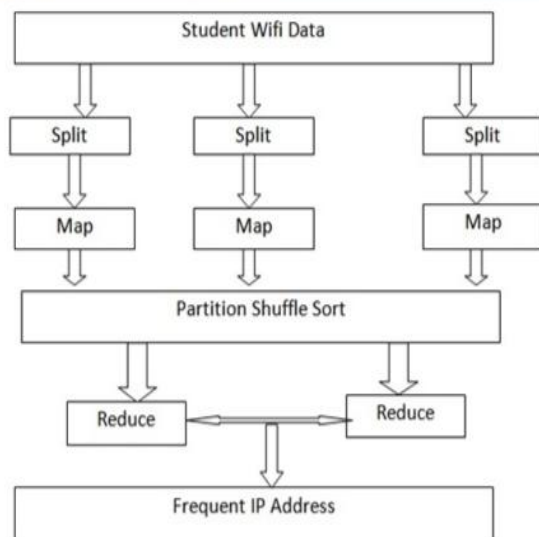 Student Wifi Data
Split Split Split
Map Map Map
Partition Shuffle Sort
Reduce Reduce
Frequent IP Address